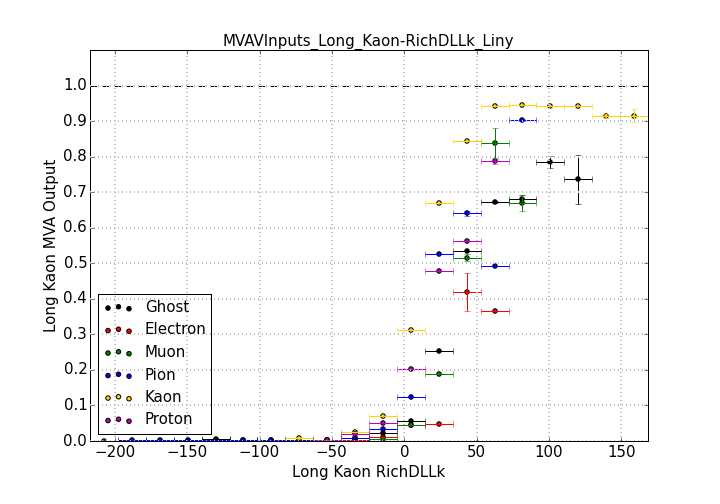 MVAVInputs_Long_Kaon-RichDLLk_Liny
1.0
0.9
0.8
0.7
0.6
0.5
0.4
0.3
0.2
0.1
0.0
Long Kaon MVA Output
Ghost
Electron
Muon
Pion
Kaon
Proton
−200 −150 −100 −50 0 50 100 150
Long Kaon RichDLLk